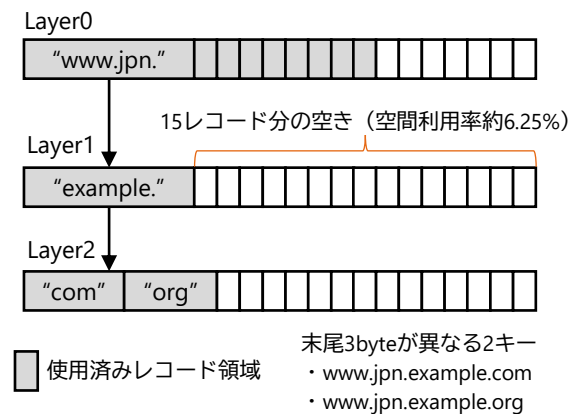 Layer0
“www.jpn.”
15レコード分の空き（空間利用率約6.25%）
Layer1
“example.”
Layer2
“com” “org”
使用済みレコード領域
末尾3byteが異なる2キー
・www.jpn.example.com
・www.jpn.example.org